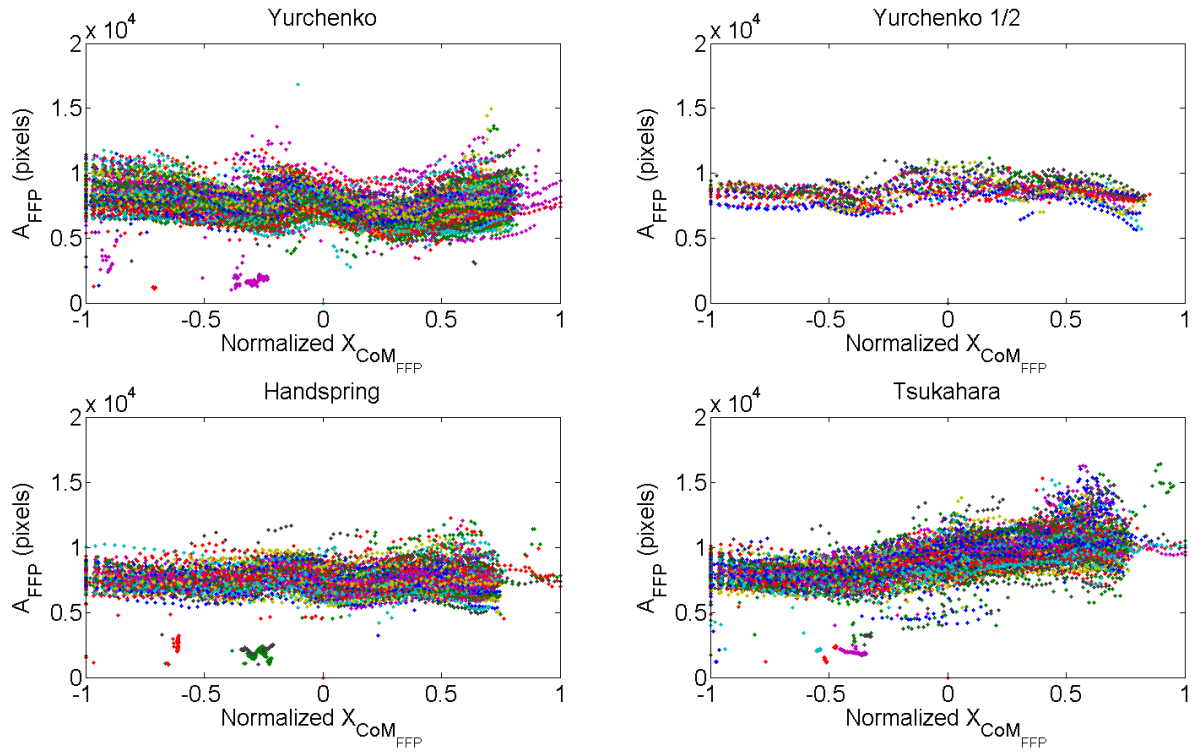 Yurchenko
x 10^4
2
1.5
1
0.5
0
A_FFP (pixels)
-1 -0.5 0 0.5 1
Normalized X_CoM_FFP
Yurchenko 1/2
x 10^4
2
1.5
1
0.5
0
A_FFP (pixels)
-1 -0.5 0 0.5 1
Normalized X_CoM_FFP
Handspring
x 10^4
2
1.5
1
0.5
0
A_FFP (pixels)
-1 -0.5 0 0.5 1
Normalized X_CoM_FFP
Tsukahara
x 10^4
2
1.5
1
0.5
0
A_FFP (pixels)
-1 -0.5 0 0.5 1
Normalized X_CoM_FFP